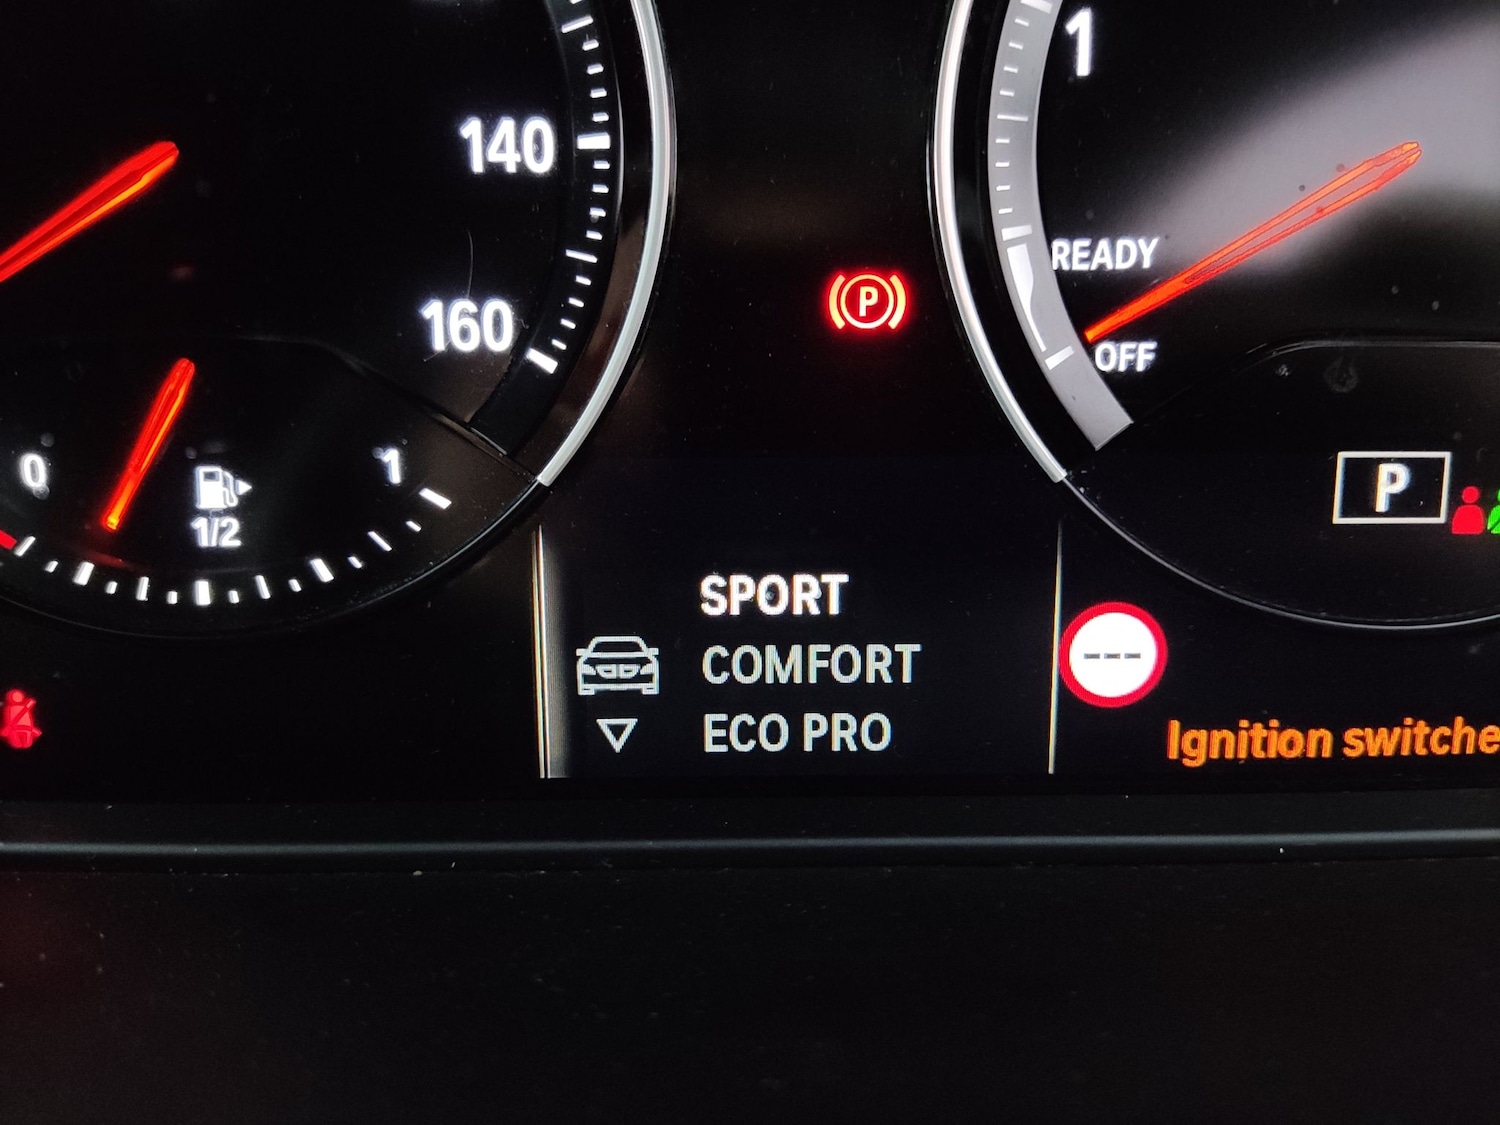 140
160
0
1/2
1
P
1
READY
OFF
P
SPORT
COMFORT
ECO PRO
---
Ignition switche